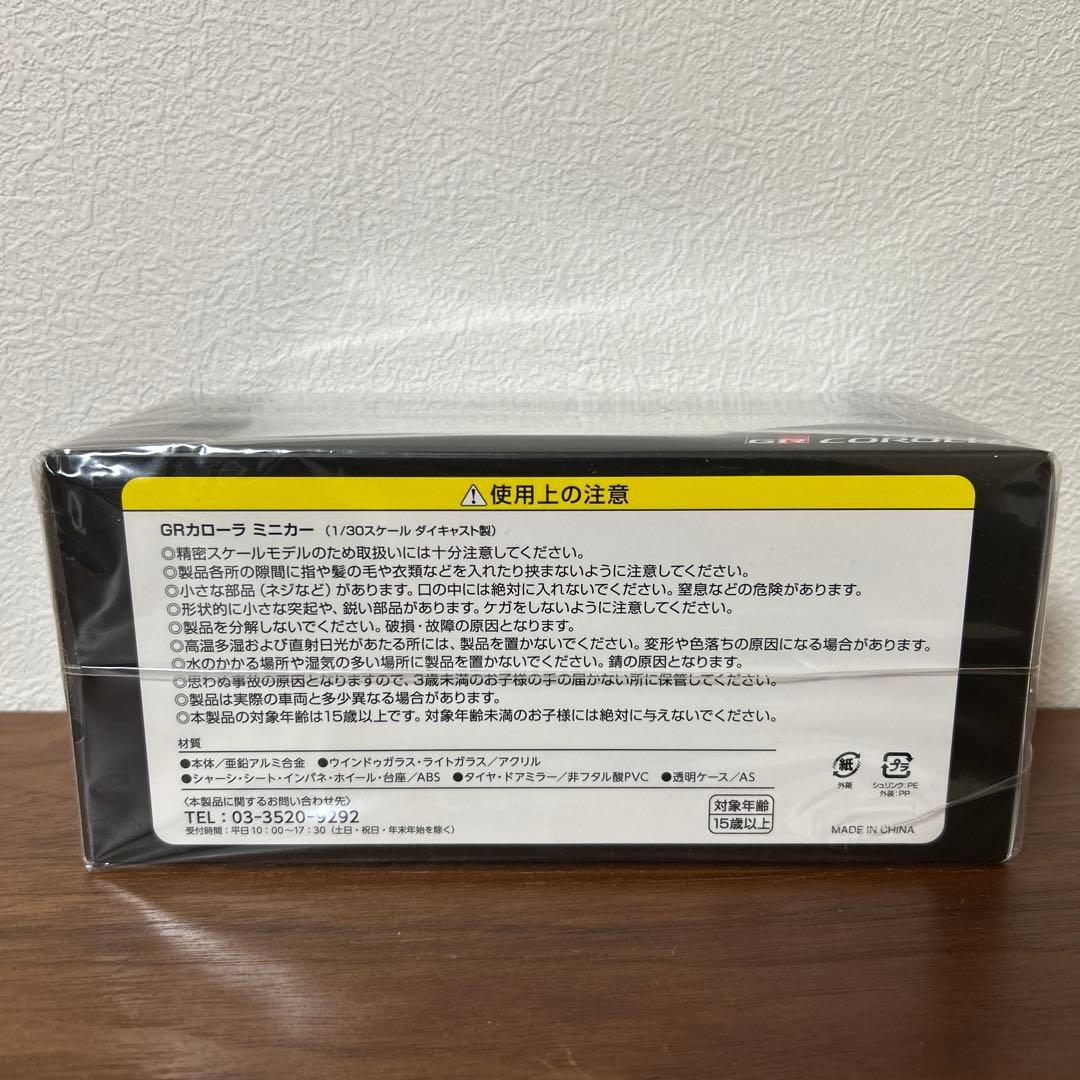 GR COROLLA
⚠使用上の注意
GRカローラ ミニカー （1/30スケール ダイキャスト製）
◎精密スケールモデルのため取扱いには十分注意してください。
◎製品各所の隙間に指や髪の毛や衣類などを入れたり挟まないように注意してください。
◎小さな部品（ネジなど）があります。口の中には絶対に入れないでください。窒息などの危険があります。
◎形状的に小さな突起や、鋭い部品があります。ケガをしないように注意してください。
◎製品を分解しないでください。破損・故障の原因となります。
◎高温多湿および直射日光があたる所には、製品を置かないでください。変形や色落ちの原因になる場合があります。
◎水のかかる場所や湿気の多い場所に製品を置かないでください。錆の原因となります。
◎思わぬ事故の原因となりますので、3歳未満のお子様の手の届かない所に保管してください。
◎製品は実際の車両と多少異なる場合があります。
◎本製品の対象年齢は15歳以上です。対象年齢未満のお子様には絶対に与えないでください。
材質
●本体／亜鉛アルミ合金 ●ウインドゥガラス・ライトガラス／アクリル
●シャーシ・シート・インパネ・ホイール・台座／ABS ●タイヤ・ドアミラー／非フタル酸PVC ●透明ケース／AS
〈本製品に関するお問い合わせ先〉
TEL：03-3520-9292
受付時間：平日10：00〜17：30（土日・祝日・年末年始を除く）
対象年齢
15歳以上
紙
外箱
プラ
シュリンク：PE
外装：PP
MADE IN CHINA